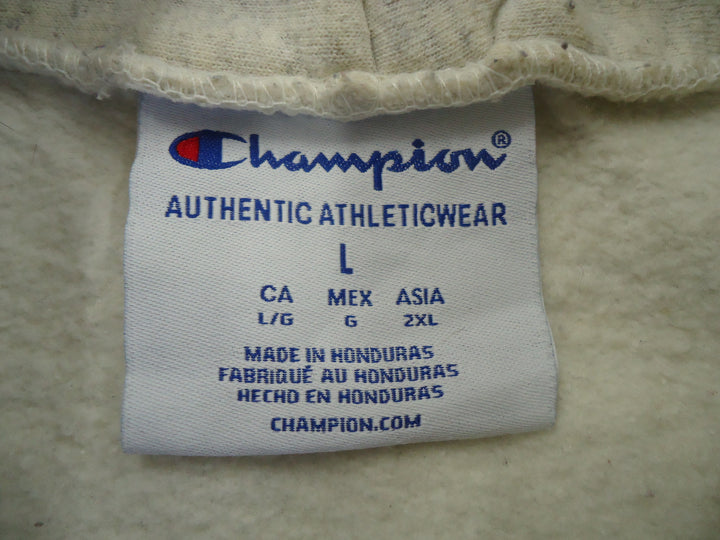 Champion®
AUTHENTIC ATHLETICWEAR
L
CA MEX ASIA
L/G G 2XL
MADE IN HONDURAS
FABRIQUÉ AU HONDURAS
HECHO EN HONDURAS
CHAMPION.COM